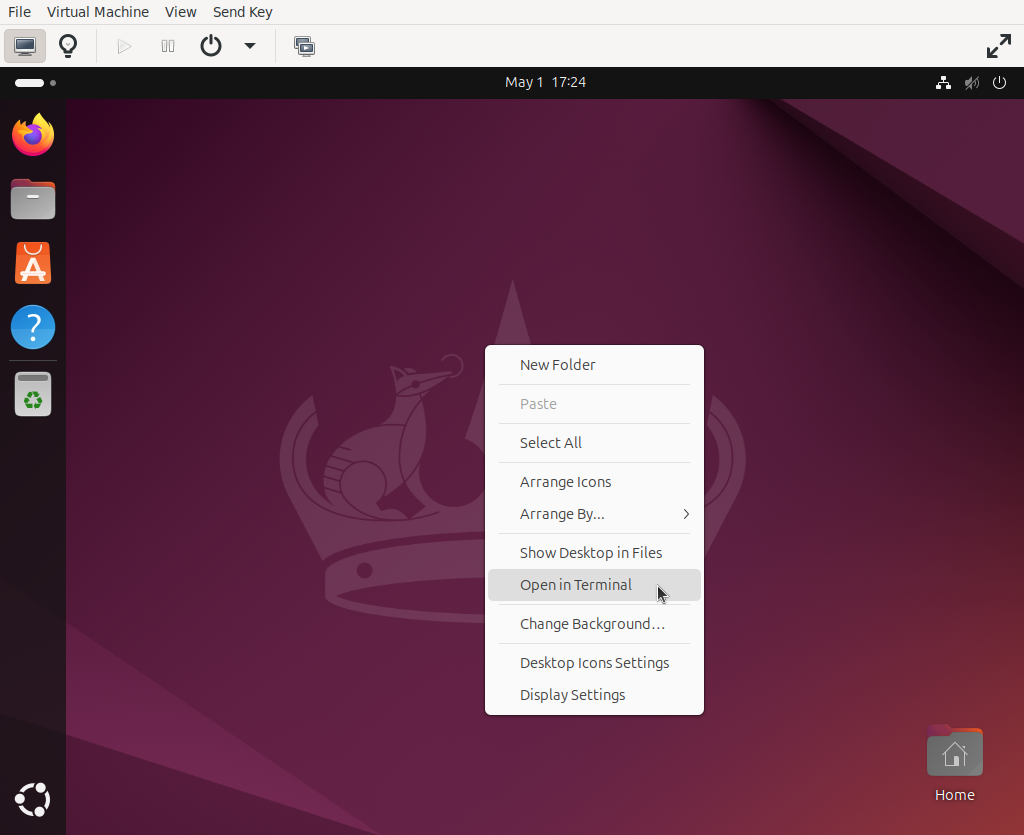 File Virtual Machine View Send Key
May 1 17:24
New Folder
Paste
Select All
Arrange Icons
Arrange By...
Show Desktop in Files
Open in Terminal
Change Background…
Desktop Icons Settings
Display Settings
Home